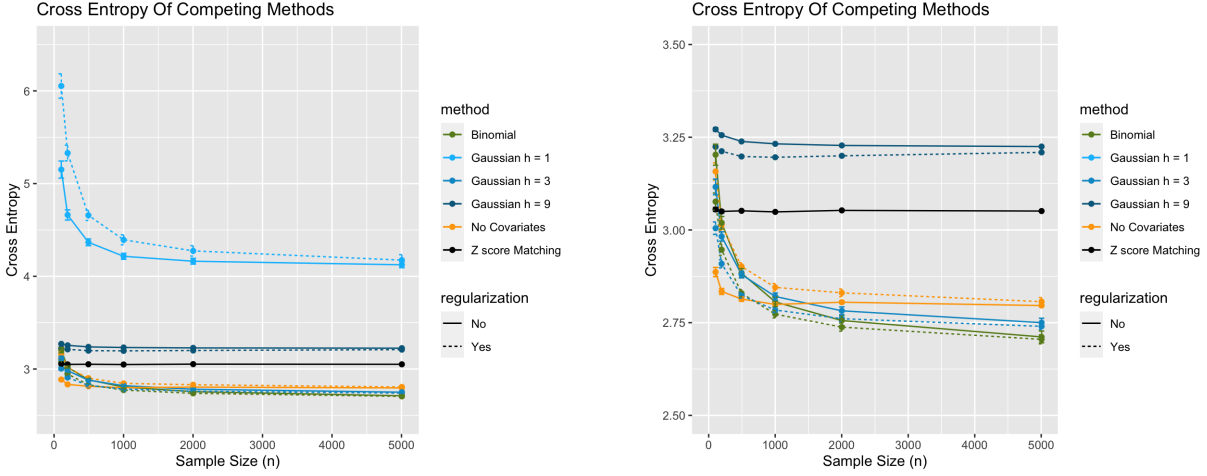 Cross Entropy Of Competing Methods
Cross Entropy
6
5
4
3
0
1000
2000
3000
4000
5000
Sample Size (n)
method
Binomial
Gaussian h = 1
Gaussian h = 3
Gaussian h = 9
No Covariates
Z score Matching
regularization
No
Yes
Cross Entropy Of Competing Methods
Cross Entropy
3.50
3.25
3.00
2.75
2.50
0
1000
2000
3000
4000
5000
Sample Size (n)
method
Binomial
Gaussian h = 1
Gaussian h = 3
Gaussian h = 9
No Covariates
Z score Matching
regularization
No
Yes